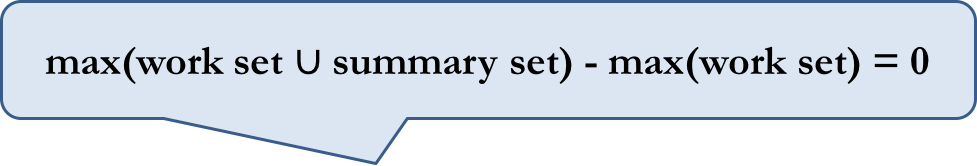 max(work set ∪ summary set) - max(work set) = 0